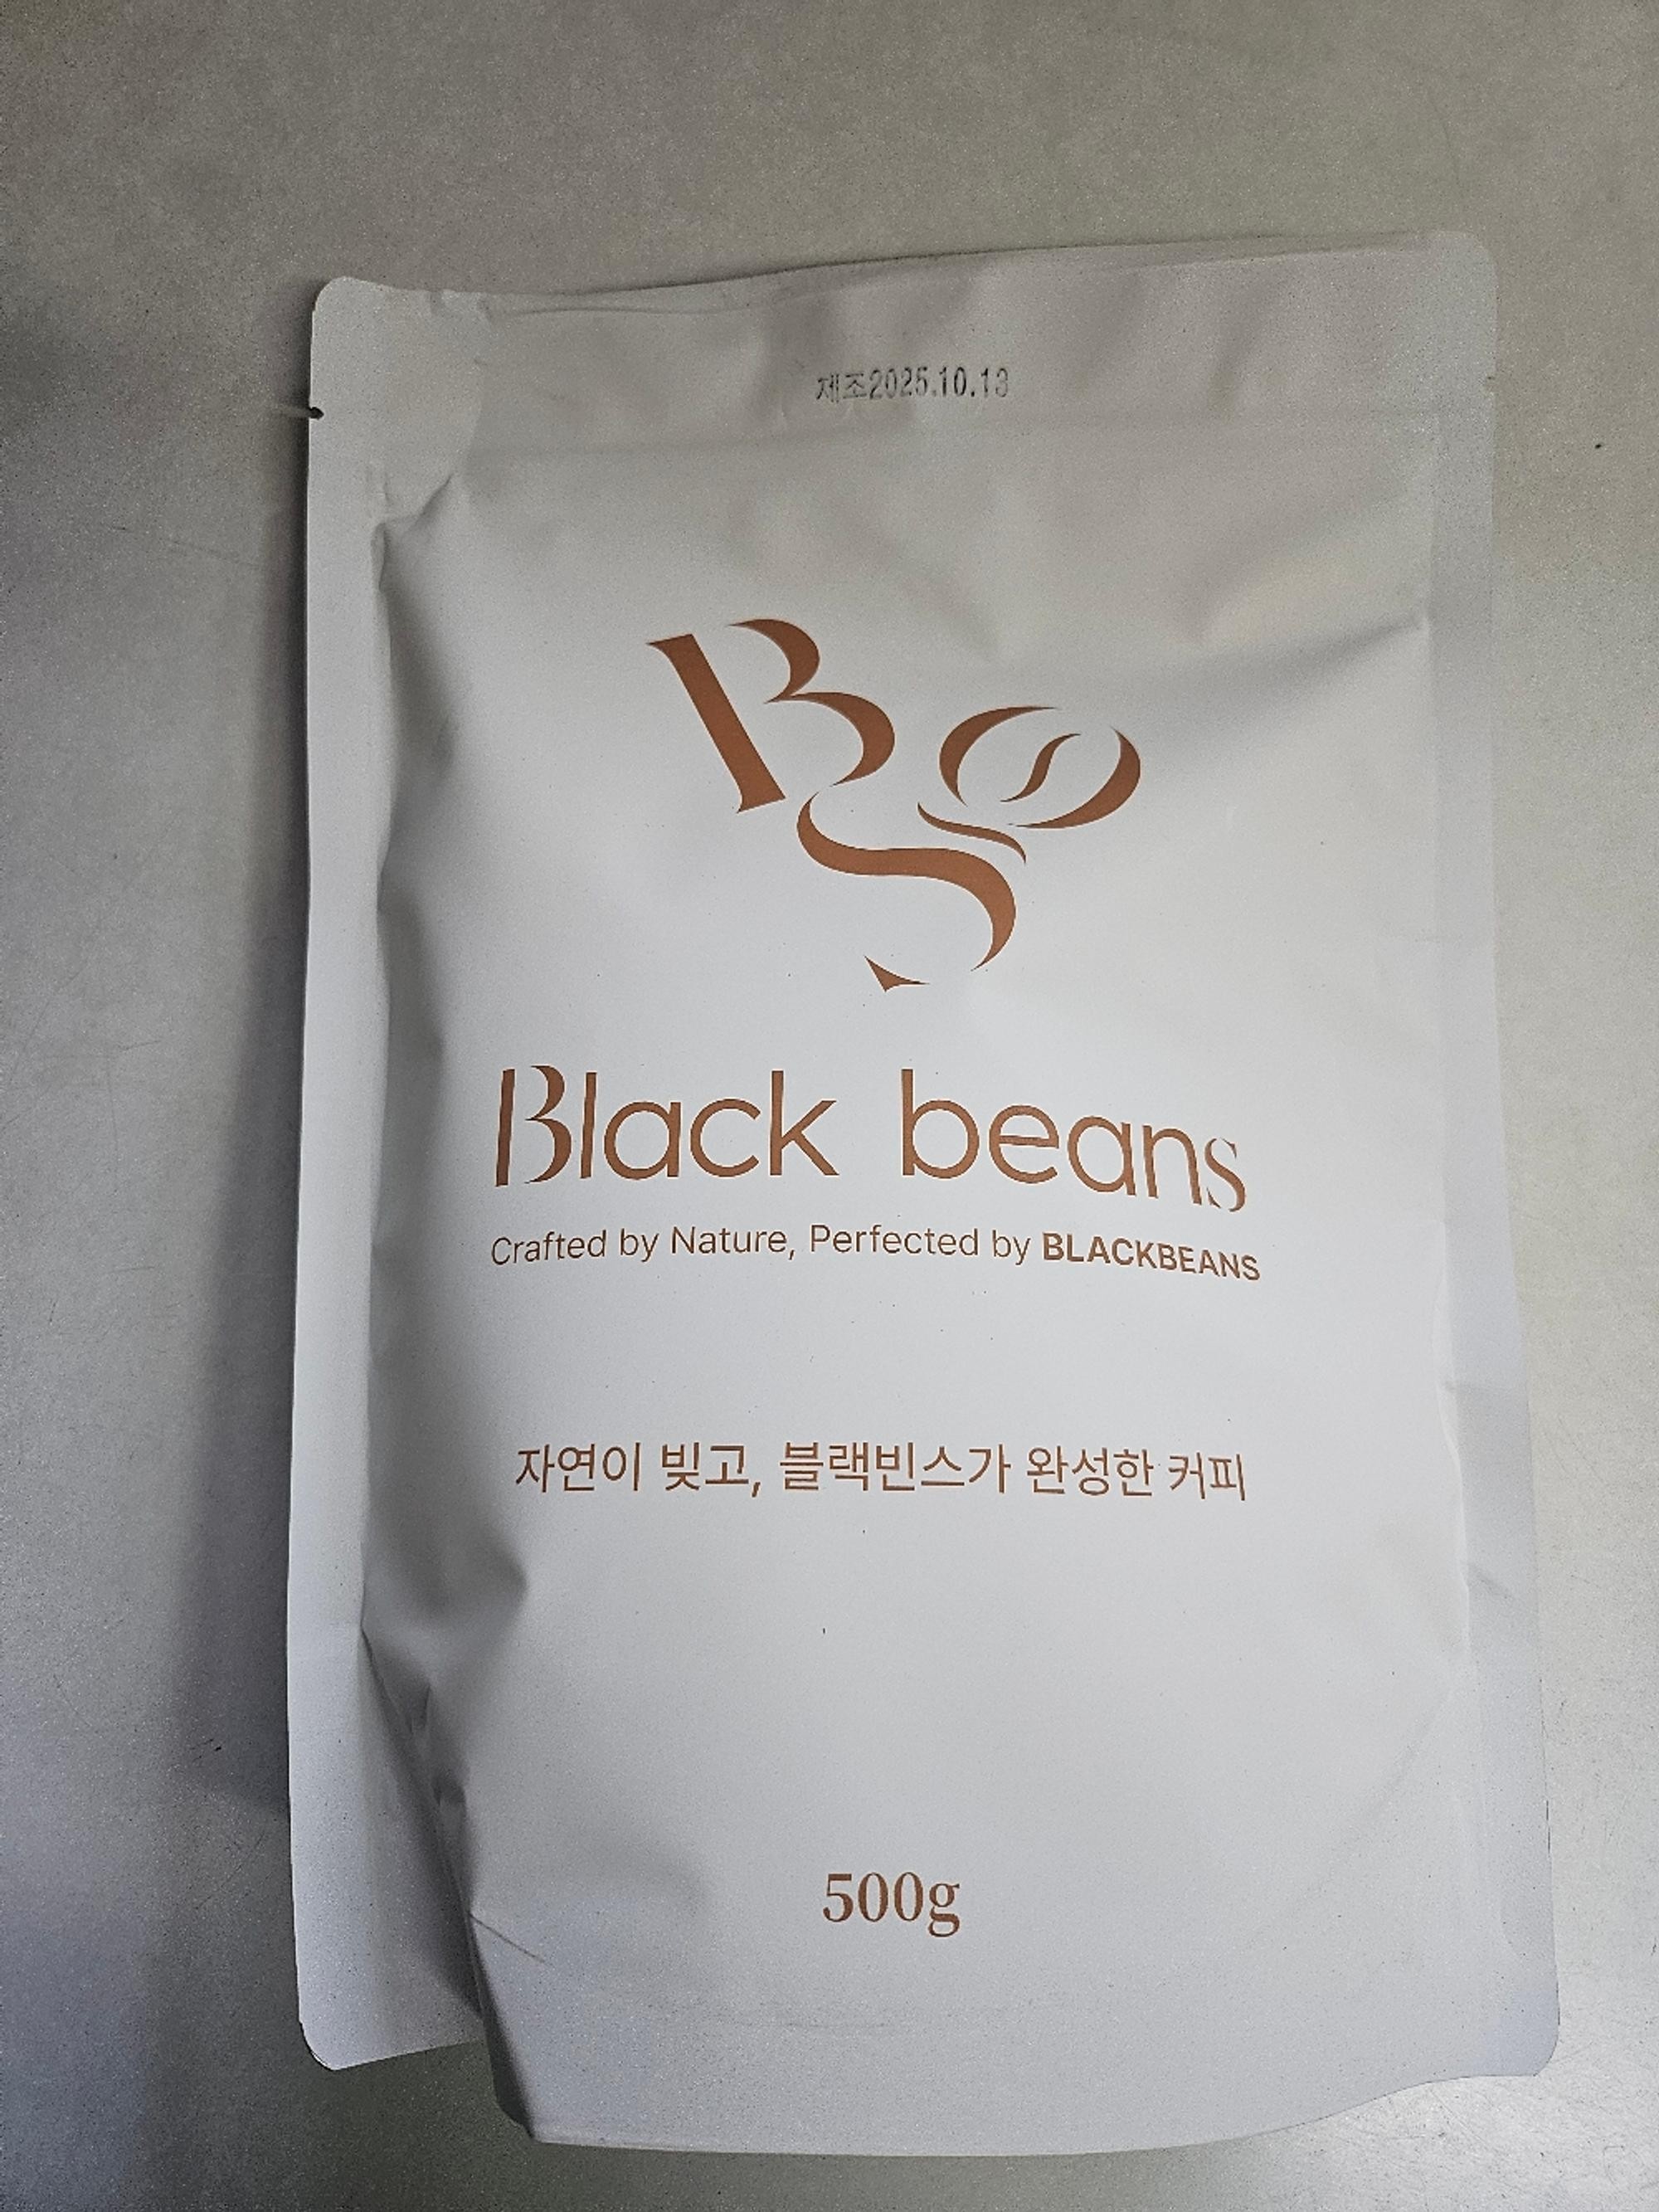 제조2025.10.13
Black beans
Crafted by Nature, Perfected by BLACKBEANS
자연이 빚고, 블랙빈스가 완성한 커피
500g